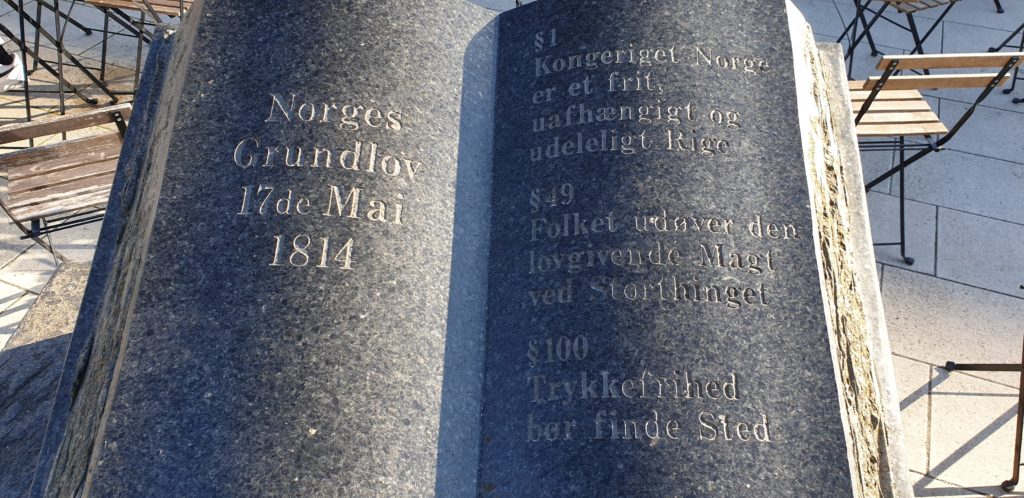 Norges
Grundlov
17de Mai
1814
§1
Kongeriget Norge
er et frit,
uafhængigt og
udeleligt Rige
§49
Folket udøver den
lovgivende Magt
ved Storthinget
§100
Trykkefrihed
bør finde Sted